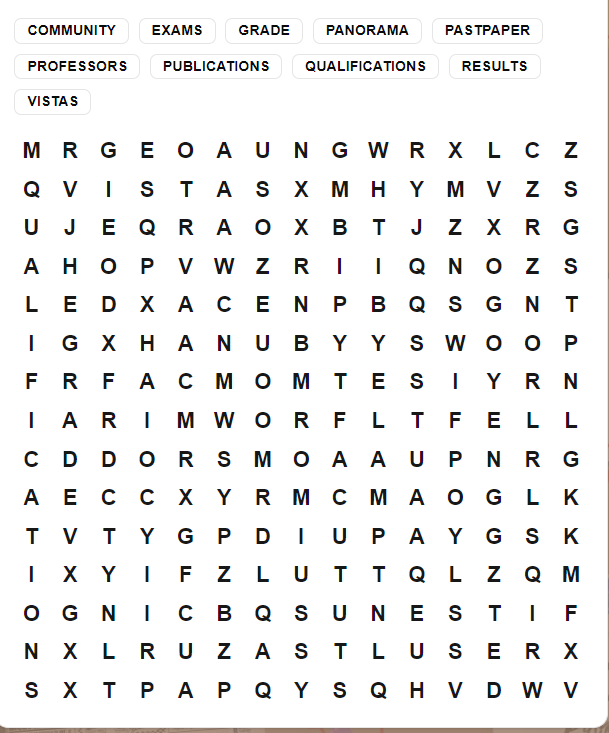 COMMUNITY EXAMS GRADE PANORAMA PASTPAPER
PROFESSORS PUBLICATIONS QUALIFICATIONS RESULTS
VISTAS
M R G E O A U N G W R X L C Z
Q V I S T A S X M H Y M V Z S
U J E Q R A O X B T J Z X R G
A H O P V W Z R I I Q N O Z S
L E D X A C E N P B Q S G N T
I G X H A N U B Y Y S W O O P
F R F A C M O M T E S I Y R N
I A R I M W O R F L T F E L L
C D D O R S M O A A U P N R G
A E C C X Y R M C M A O G L K
T V T Y G P D I U P A Y G S K
I X Y I F Z L U T T Q L Z Q M
O G N I C B Q S U N E S T I F
N X L R U Z A S T L U S E R X
S X T P A P Q Y S Q H V D W V